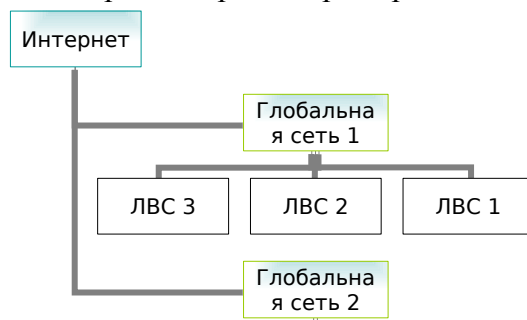 Интернет
Глобальна
я сеть 1
ЛВС 3
ЛВС 2
ЛВС 1
Глобальна
я сеть 2